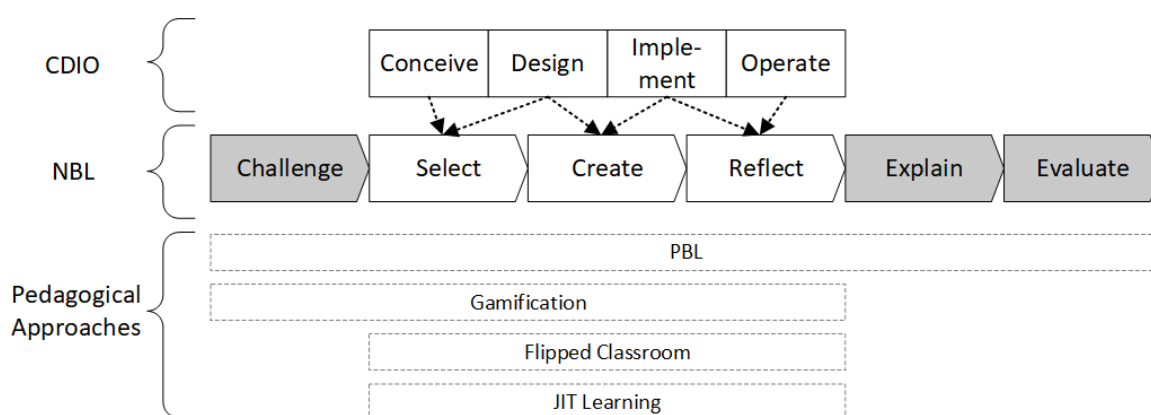 CDIO
Conceive
Design
Imple-
ment
Operate
NBL
Challenge
Select
Create
Reflect
Explain
Evaluate
Pedagogical
Approaches
PBL
Gamification
Flipped Classroom
JIT Learning